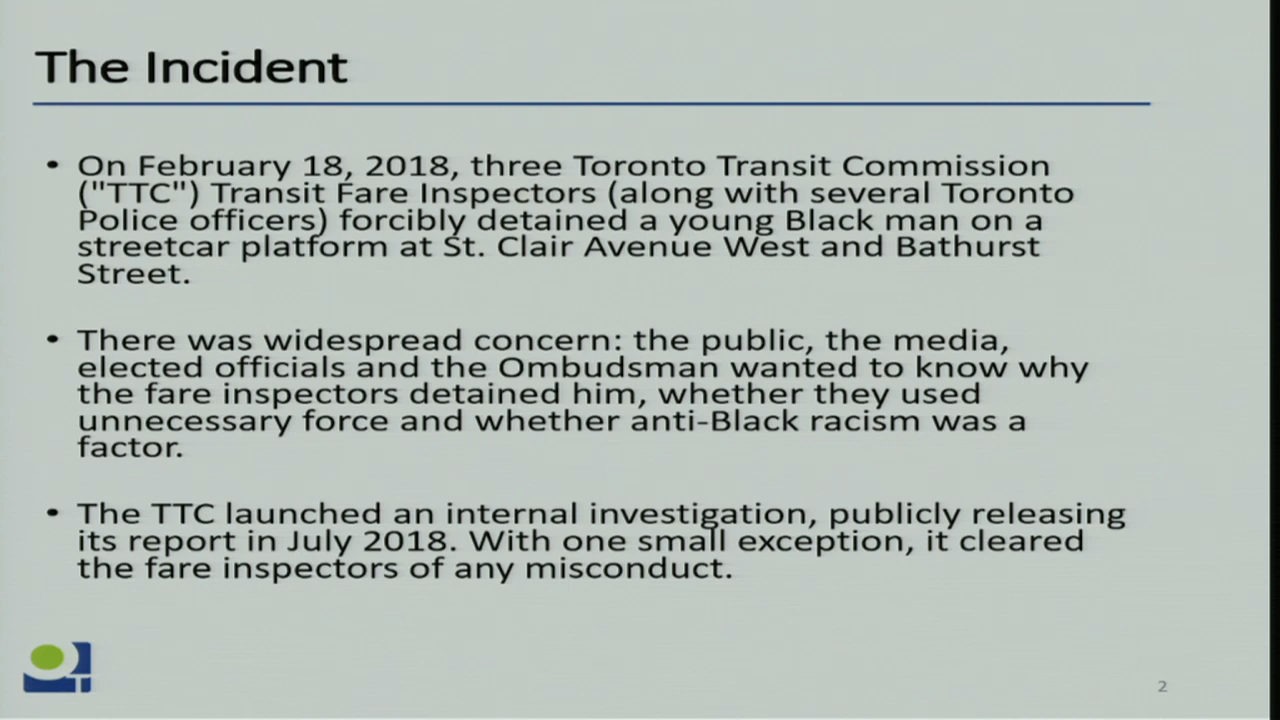 The Incident
• On February 18, 2018, three Toronto Transit Commission
("TTC") Transit Fare Inspectors (along with several Toronto
Police officers) forcibly detained a young Black man on a
streetcar platform at St. Clair Avenue West and Bathurst
Street.
• There was widespread concern: the public, the media,
elected officials and the Ombudsman wanted to know why
the fare inspectors detained him, whether they used
unnecessary force and whether anti-Black racism was a
factor.
• The TTC launched an internal investigation, publicly releasing
its report in July 2018. With one small exception, it cleared
the fare inspectors of any misconduct.
2